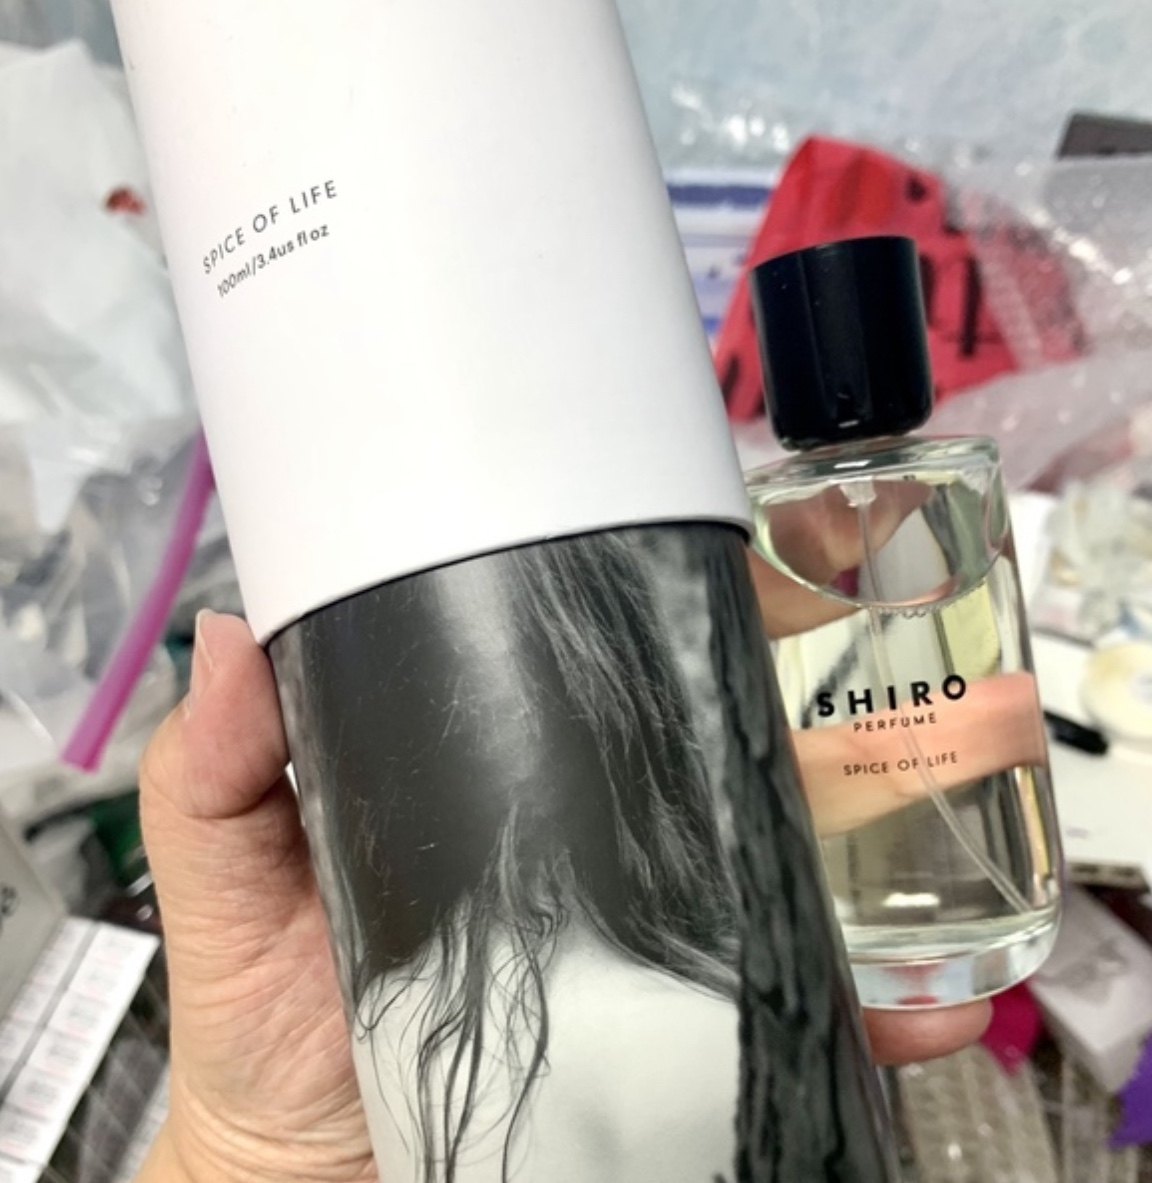 SPICE OF LIFE
100ml/3.4us fl oz
SHIRO
PERFUME
SPICE OF LIFE